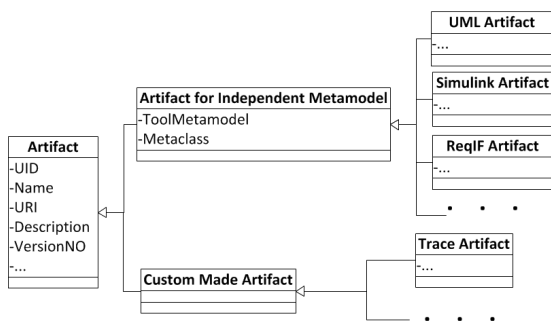 Artifact
-UID
-Name
-URI
-Description
-VersionNO
-...
Artifact for Independent Metamodel
-ToolMetamodel
-Metaclass
Custom Made Artifact
UML Artifact
-...
Simulink Artifact
-...
ReqIF Artifact
-...
. . .
Trace Artifact
-...
. . .